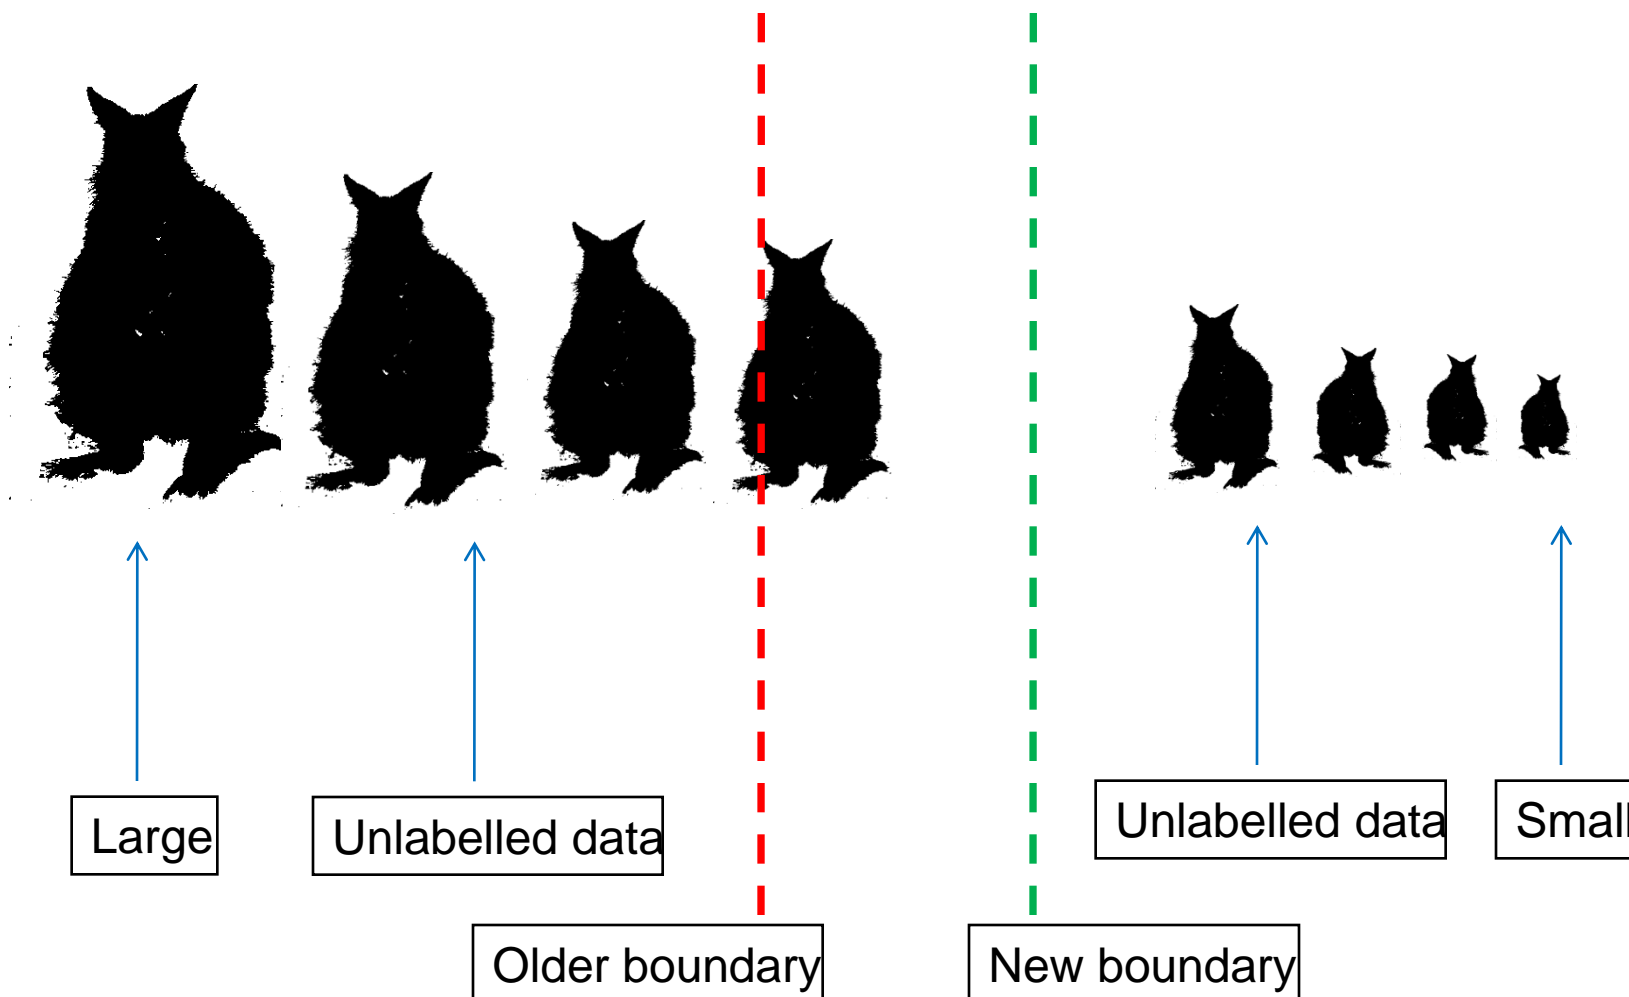 Large
Unlabelled data
Unlabelled data
Small
Older boundary
New boundary